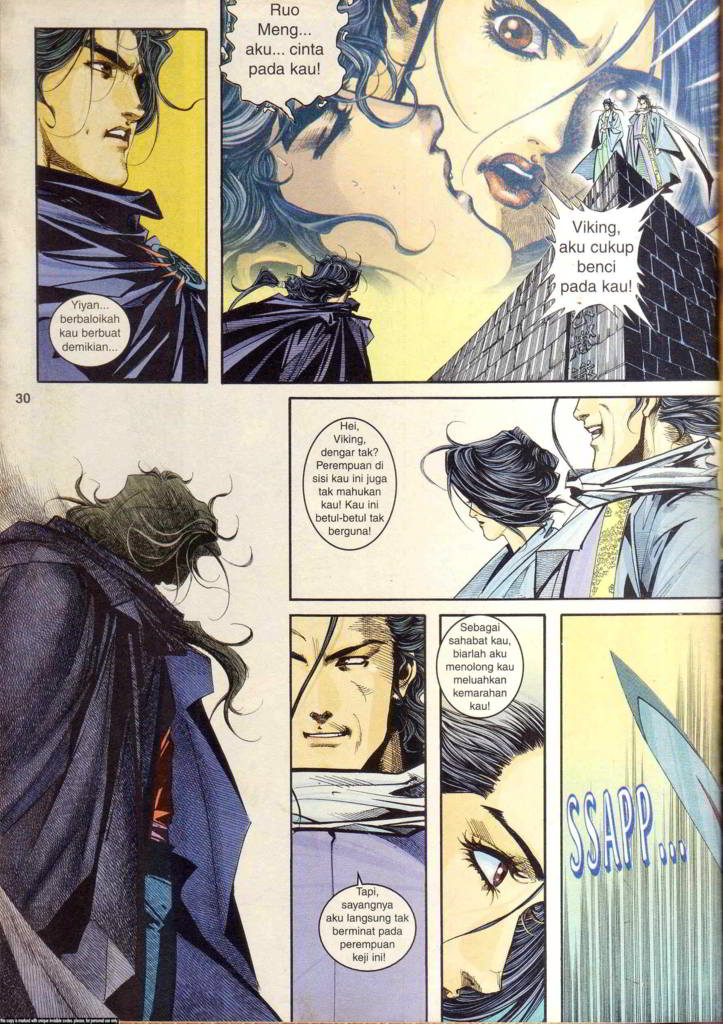 Yiyan...
berbaloikah
kau berbuat
demikian...
Ruo
Meng...
aku... cinta
pada kau!
Viking,
aku cukup
benci
pada kau!
30
Hei,
Viking,
dengar tak?
Perempuan di
sisi kau ini juga
tak mahukan
kau! Kau ini
betul-betul tak
berguna!
Tapi,
sayangnya
aku langsung tak
berminat pada
perempuan
keji ini!
Sebagai
sahabat kau,
biarlah aku
menolong kau
meluahkan
kemarahan
kau!
SSAPP...